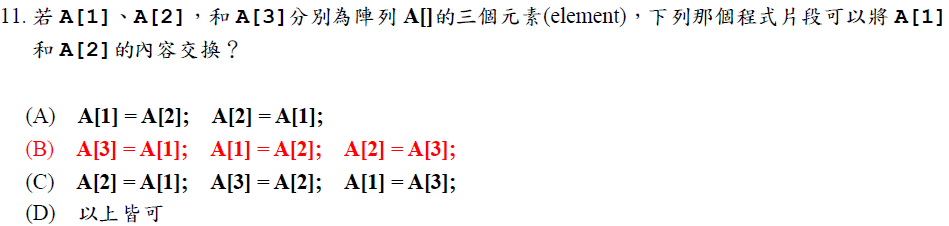 11. 若 A[1]、A[2]，和 A[3]分別為陣列 A[]的三個元素(element)，下列那個程式片段可以將 A[1]
和 A[2]的內容交換？
(A) A[1] = A[2]; A[2] = A[1];
(B) A[3] = A[1]; A[1] = A[2]; A[2] = A[3];
(C) A[2] = A[1]; A[3] = A[2]; A[1] = A[3];
(D) 以上皆可